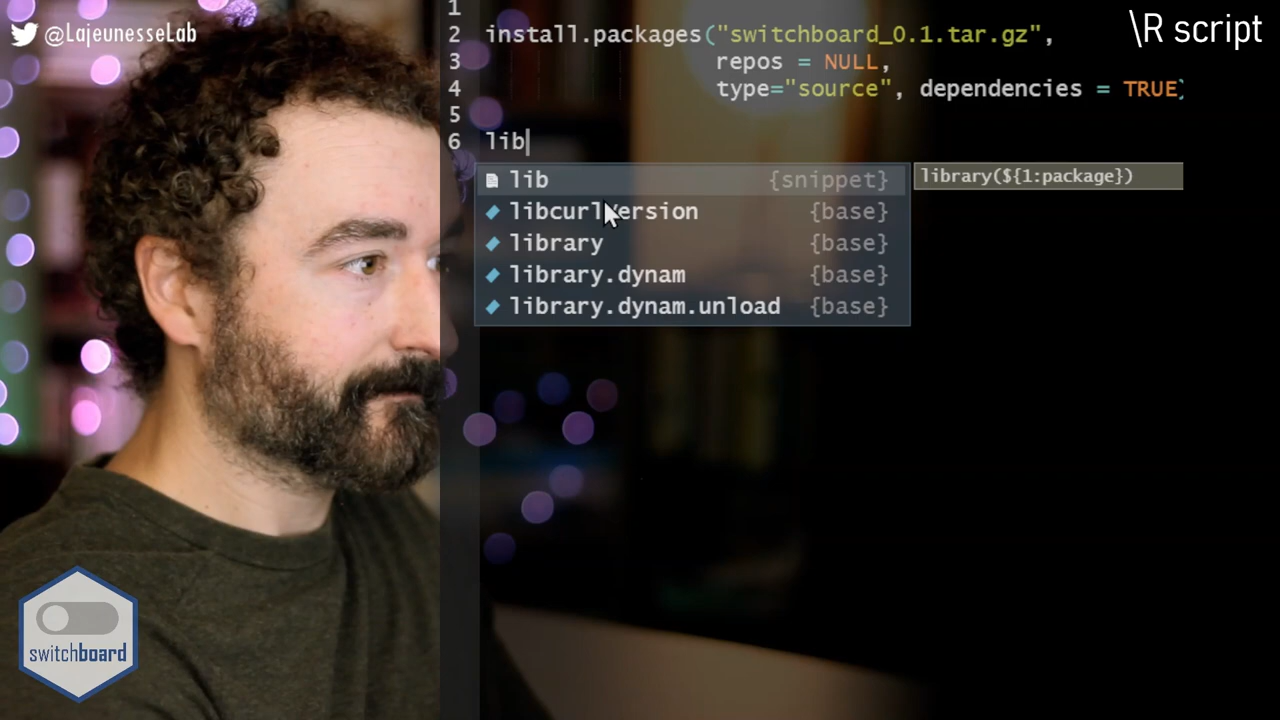 @LajeunesseLab
\R script
1
2 install.packages("switchboard_0.1.tar.gz",
3 repos = NULL,
4 type="source", dependencies = TRUE)
5
6 lib
lib {snippet} library(${1:package})
libcurlVersion {base}
library {base}
library.dynam {base}
library.dynam.unload {base}
switchboard